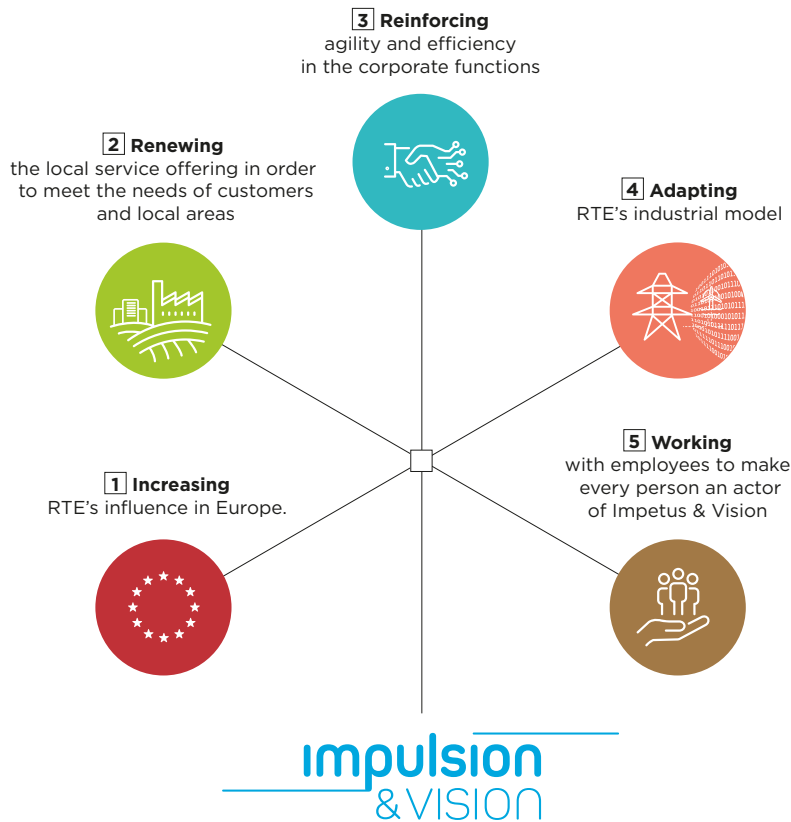 3 Reinforcing
agility and efficiency
in the corporate functions
2 Renewing
the local service offering in order
to meet the needs of customers
and local areas
4 Adapting
RTE's industrial model
1 Increasing
RTE's influence in Europe.
5 Working
with employees to make
every person an actor
of Impetus & Vision
impulsion
& VISION